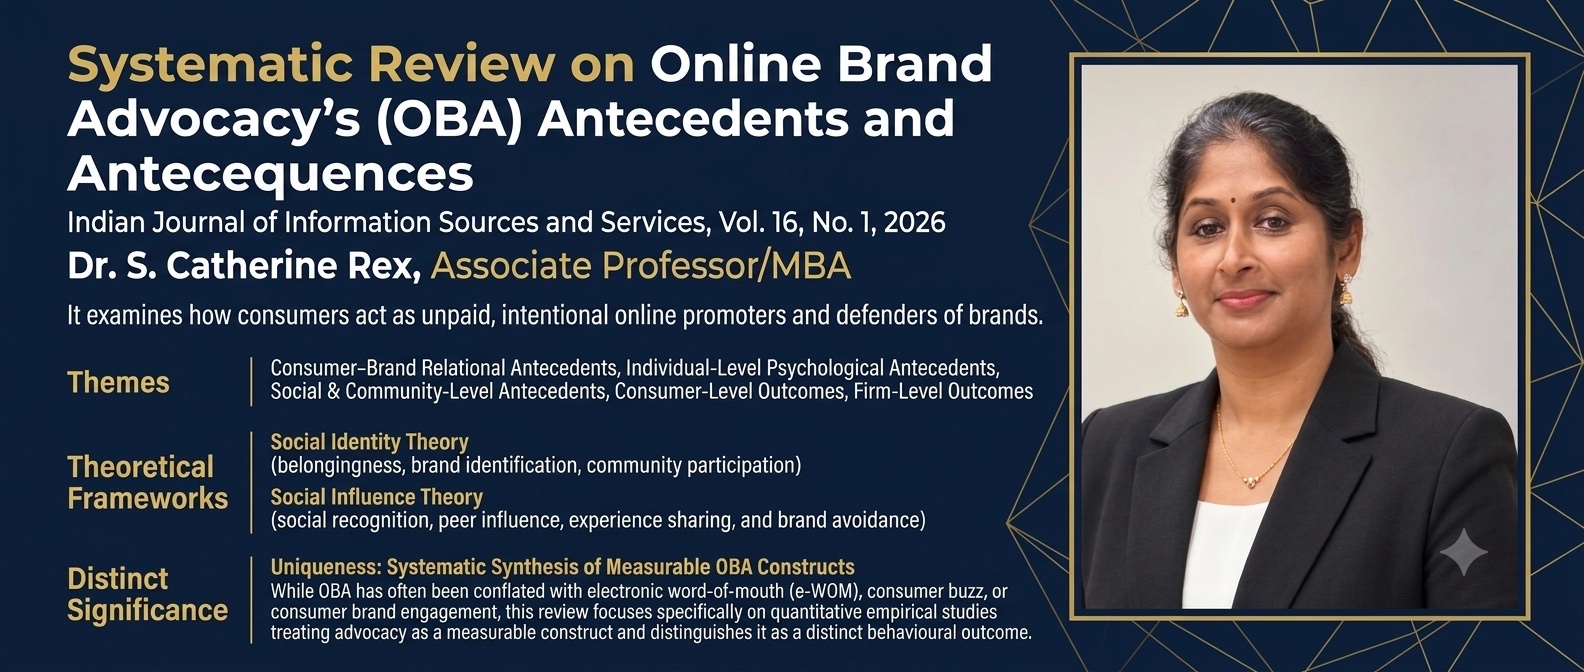 Systematic Review on Online Brand
Advocacy’s (OBA) Antecedents and
Antecequences
Indian Journal of Information Sources and Services, Vol. 16, No. 1, 2026
Dr. S. Catherine Rex, Associate Professor/MBA
It examines how consumers act as unpaid, intentional online promoters and defenders of brands.
Themes
Consumer–Brand Relational Antecedents, Individual-Level Psychological Antecedents,
Social & Community-Level Antecedents, Consumer-Level Outcomes, Firm-Level Outcomes
Theoretical
Frameworks
Social Identity Theory
(belongingness, brand identification, community participation)
Social Influence Theory
(social recognition, peer influence, experience sharing, and brand avoidance)
Distinct
Significance
Uniqueness: Systematic Synthesis of Measurable OBA Constructs
While OBA has often been conflated with electronic word-of-mouth (e-WOM), consumer buzz, or
consumer brand engagement, this review focuses specifically on quantitative empirical studies
treating advocacy as a measurable construct and distinguishes it as a distinct behavioural outcome.